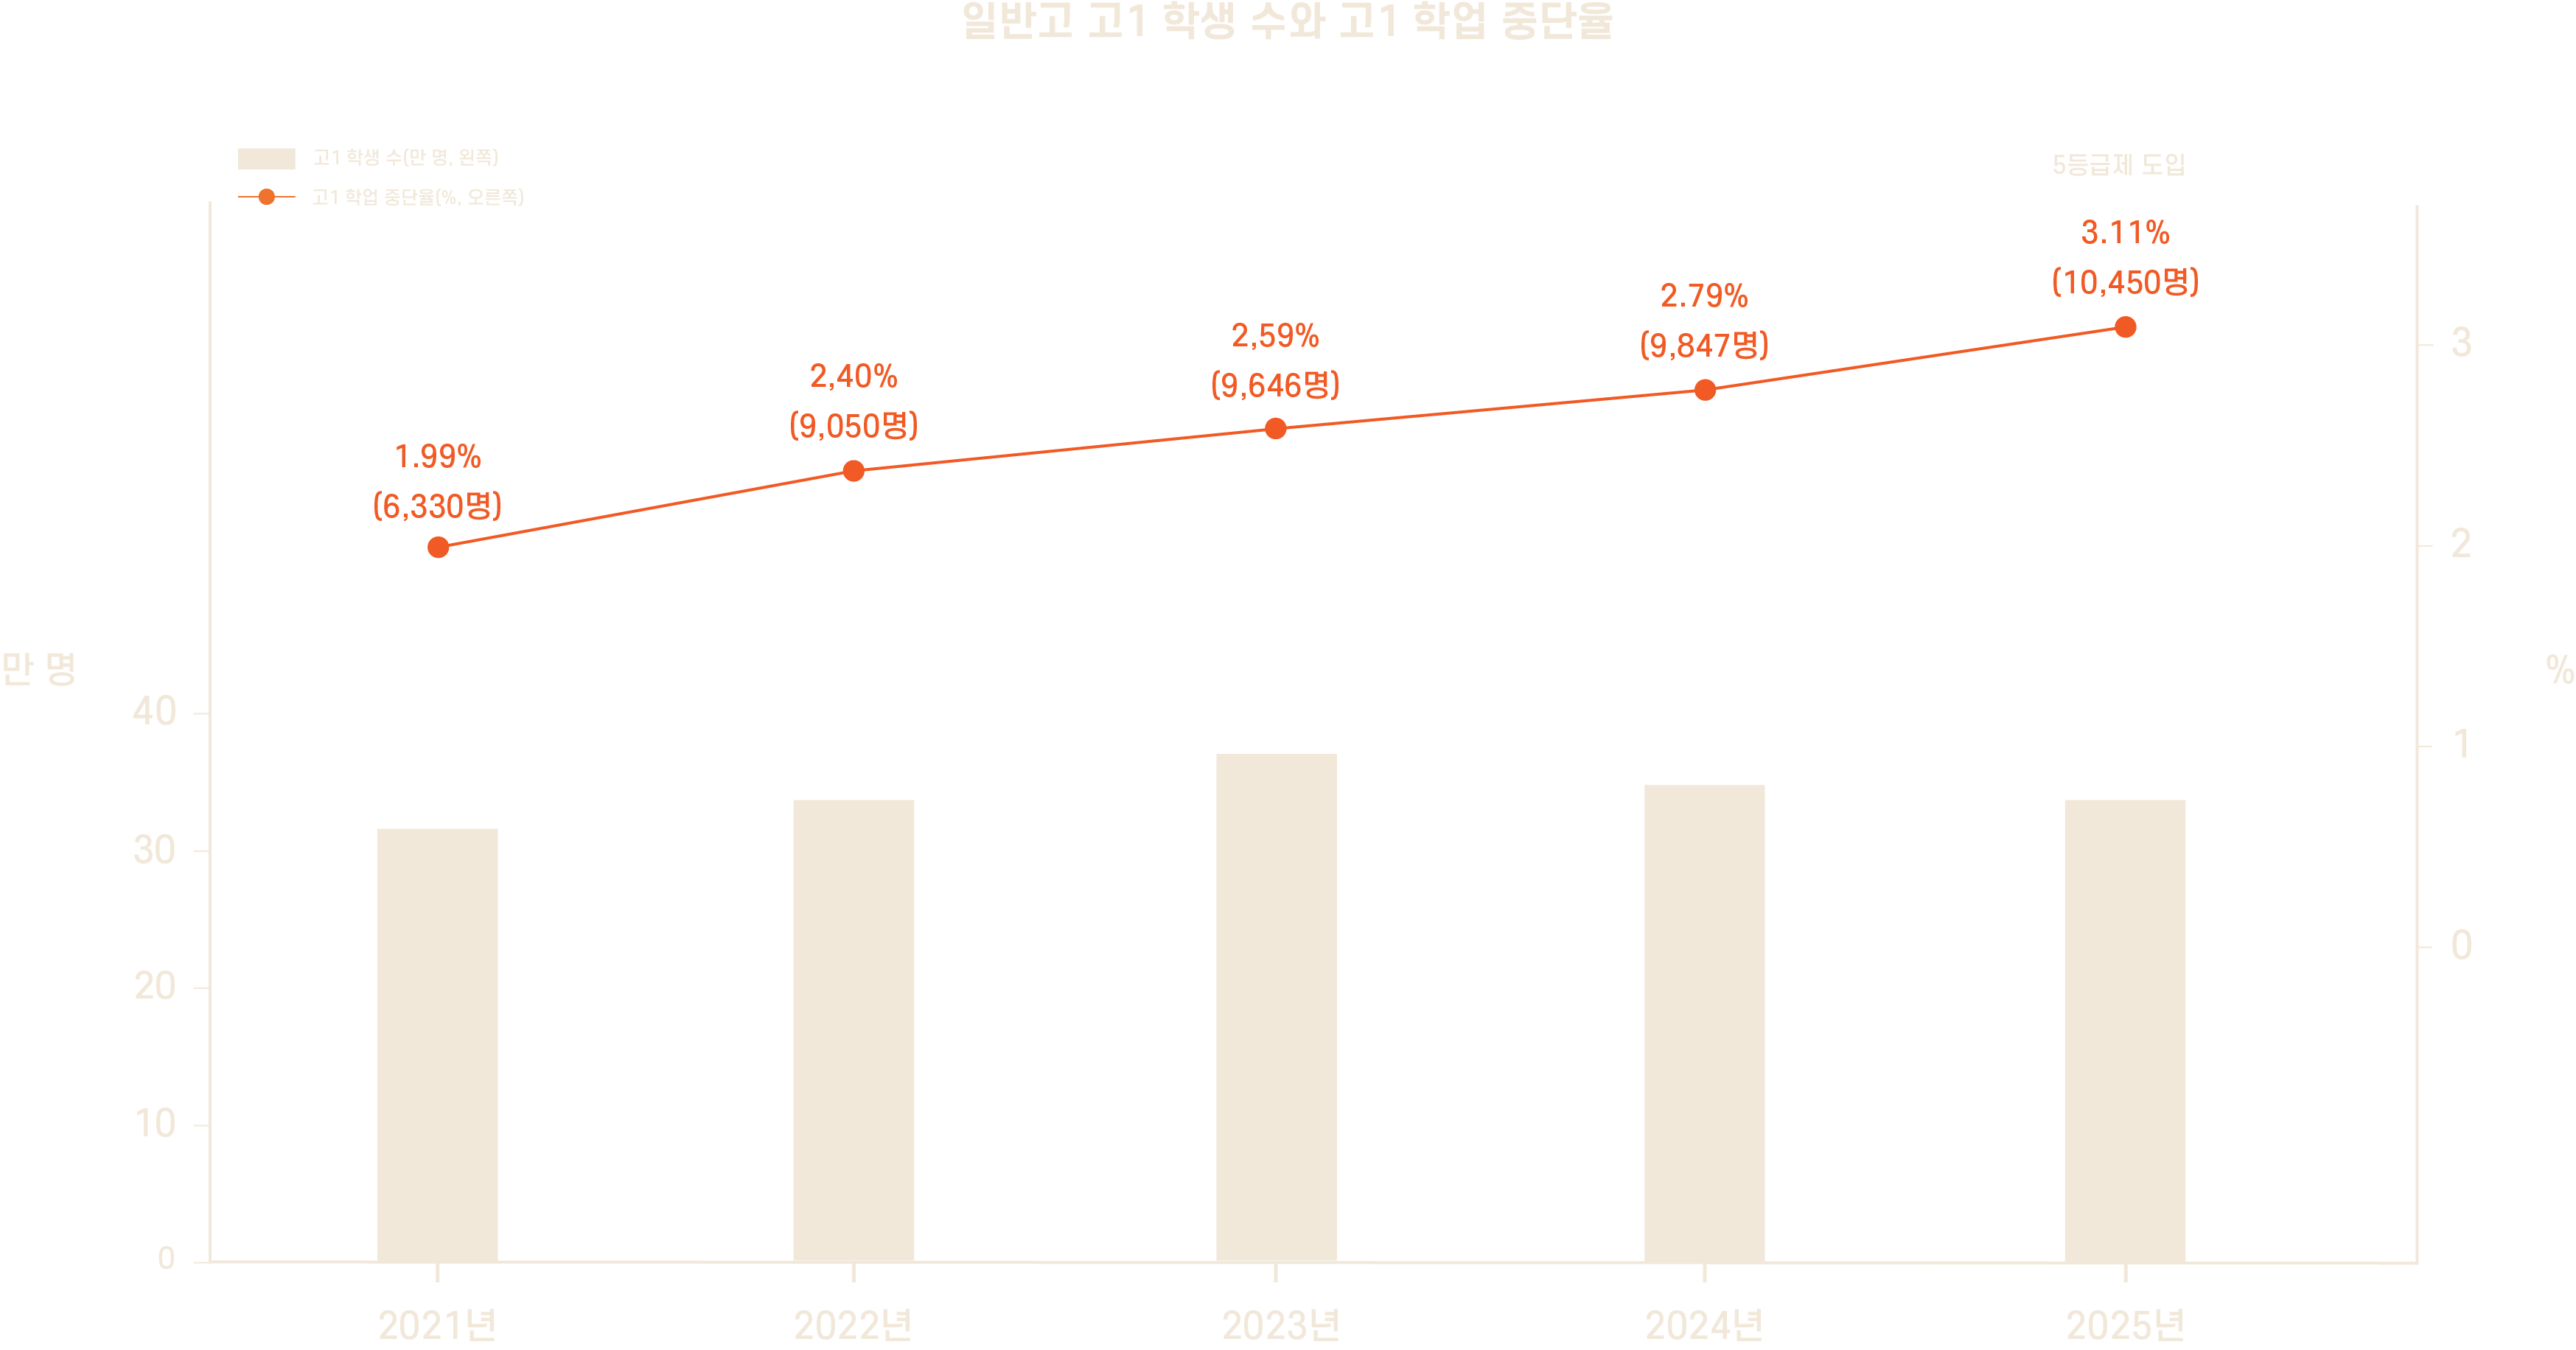 일반고 고1 학생 수와 고1 학업 중단율
고1 학생 수(만 명, 왼쪽)
고1 학업 중단율(%, 오른쪽)
5등급제 도입
3.11%
(10,450명)
2.79%
(9,847명)
2,59%
(9,646명)
2,40%
(9,050명)
1.99%
(6,330명)
만 명
40
30
20
10
0
%
3
2
1
0
2021년
2022년
2023년
2024년
2025년